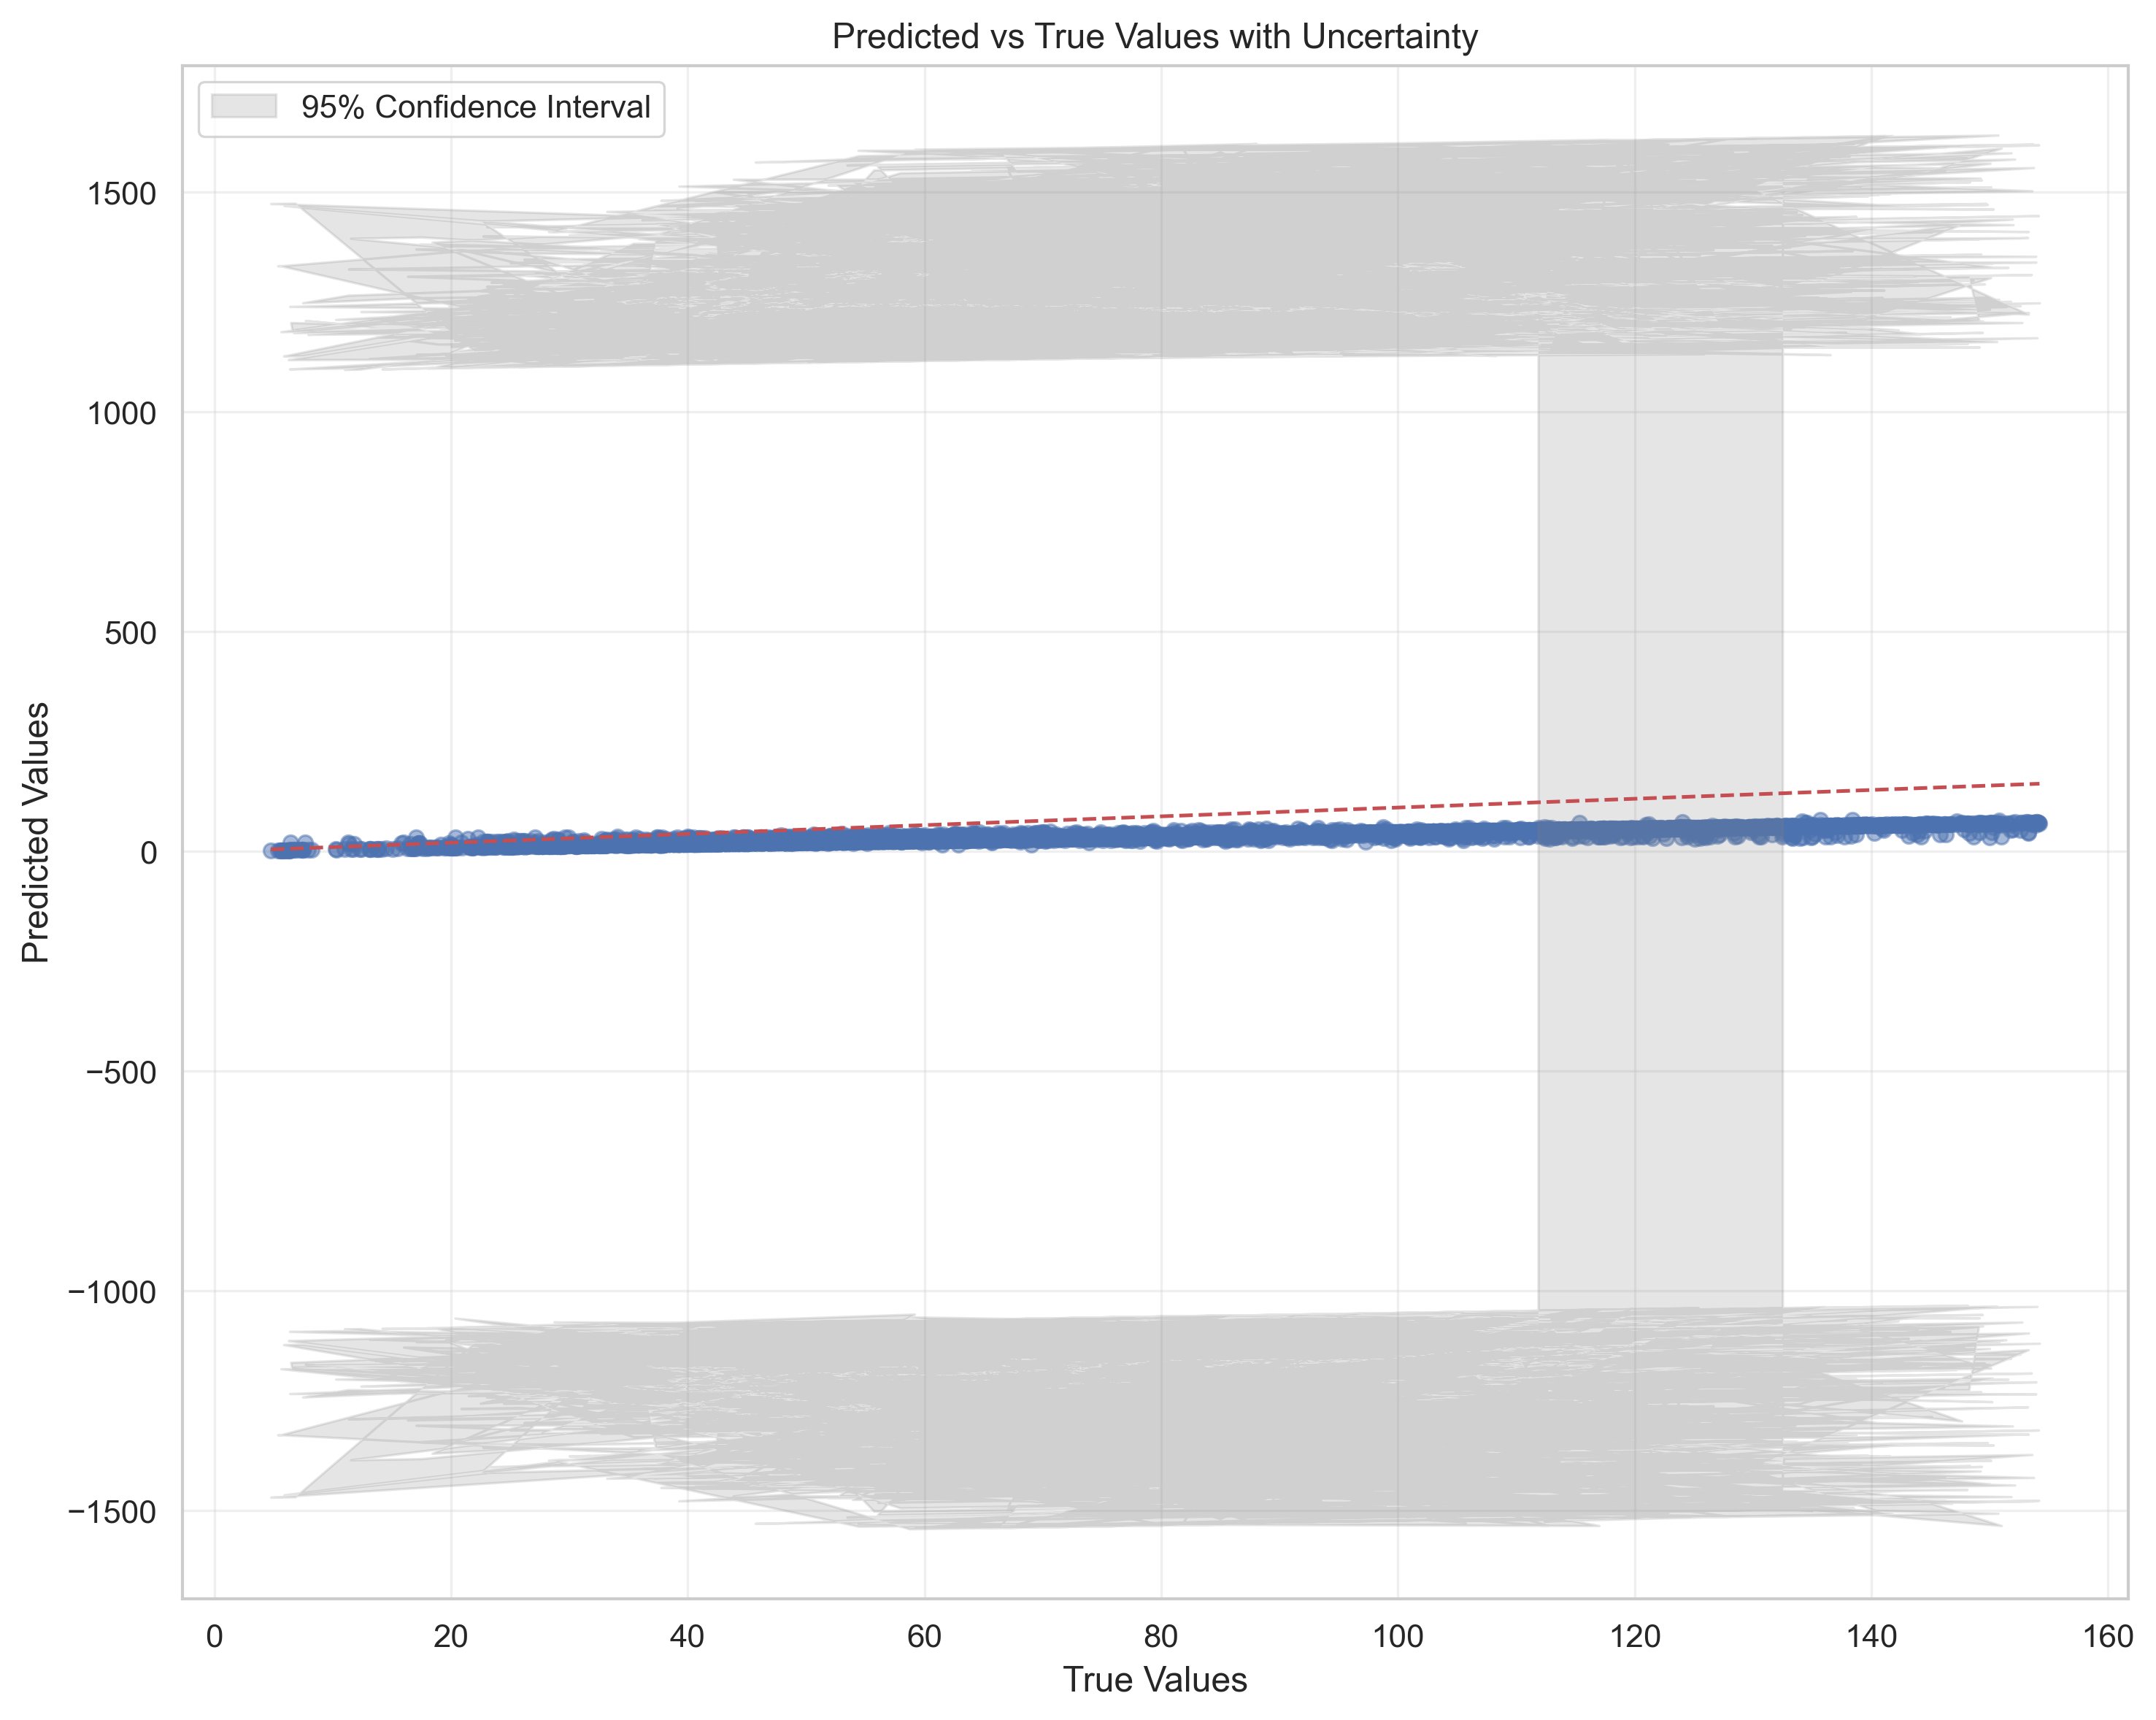 Predicted vs True Values with Uncertainty
95% Confidence Interval
1500
1000
500
0
−500
−1000
−1500
Predicted Values
0 20 40 60 80 100 120 140 160
True Values